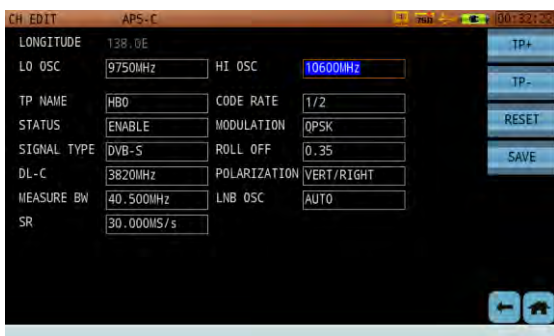 CH EDIT APS-C 75Ω 00:32:22
LONGITUDE 138.0E
LO OSC 9750MHz HI OSC 10600MHz
TP NAME HBO CODE RATE 1/2
STATUS ENABLE MODULATION QPSK
SIGNAL TYPE DVB-S ROLL OFF 0.35
DL-C 3820MHz POLARIZATION VERT/RIGHT
MEASURE BW 40.500MHz LNB OSC AUTO
SR 30.000MS/s
TP+
TP-
RESET
SAVE